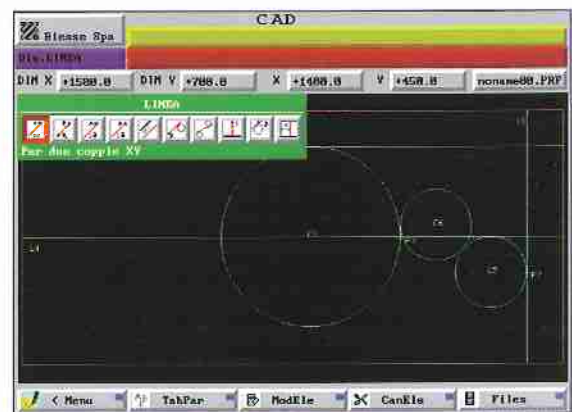 CAD
Biesse Spa
Dis.LINEA
DIM X +1500.0 DIM Y +700.0 X +1400.0 Y +450.0 noname00.PRF
LINEA
Per due coppie XY
L4
< Menu TabPar ModEle CanEle Files